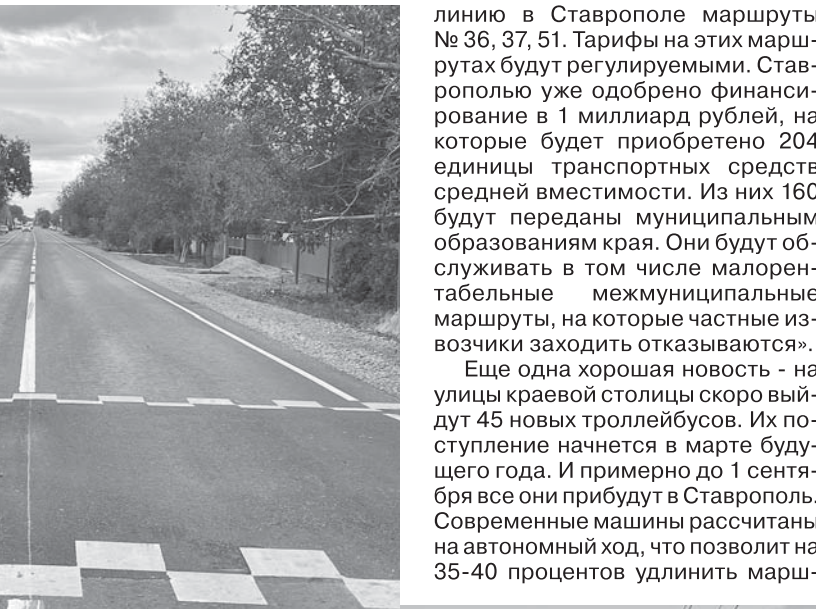 линию в Ставрополе маршруты
№ 36, 37, 51. Тарифы на этих марш-
рутах будут регулируемыми. Став-
рополью уже одобрено финанси-
рование в 1 миллиард рублей, на
которые будет приобретено 204
единицы транспортных средств
средней вместимости. Из них 160
будут переданы муниципальным
образованиям края. Они будут об-
служивать в том числе малорен-
табельные межмуниципальные
маршруты, на которые частные из-
возчики заходить отказываются».
Еще одна хорошая новость - на
улицы краевой столицы скоро вый-
дут 45 новых троллейбусов. Их по-
ступление начнется в марте буду-
щего года. И примерно до 1 сентя-
бря все они прибудут в Ставрополь.
Современные машины рассчитаны
на автономный ход, что позволит на
35-40 процентов удлинить марш-